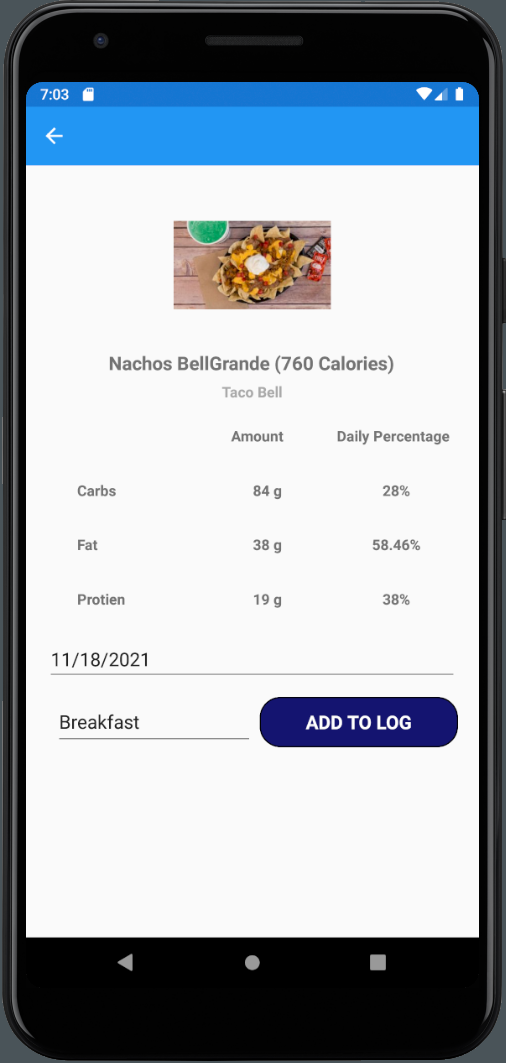 7:03
Nachos BellGrande (760 Calories)
Taco Bell
Amount Daily Percentage
Carbs 84 g 28%
Fat 38 g 58.46%
Protien 19 g 38%
11/18/2021
Breakfast ADD TO LOG